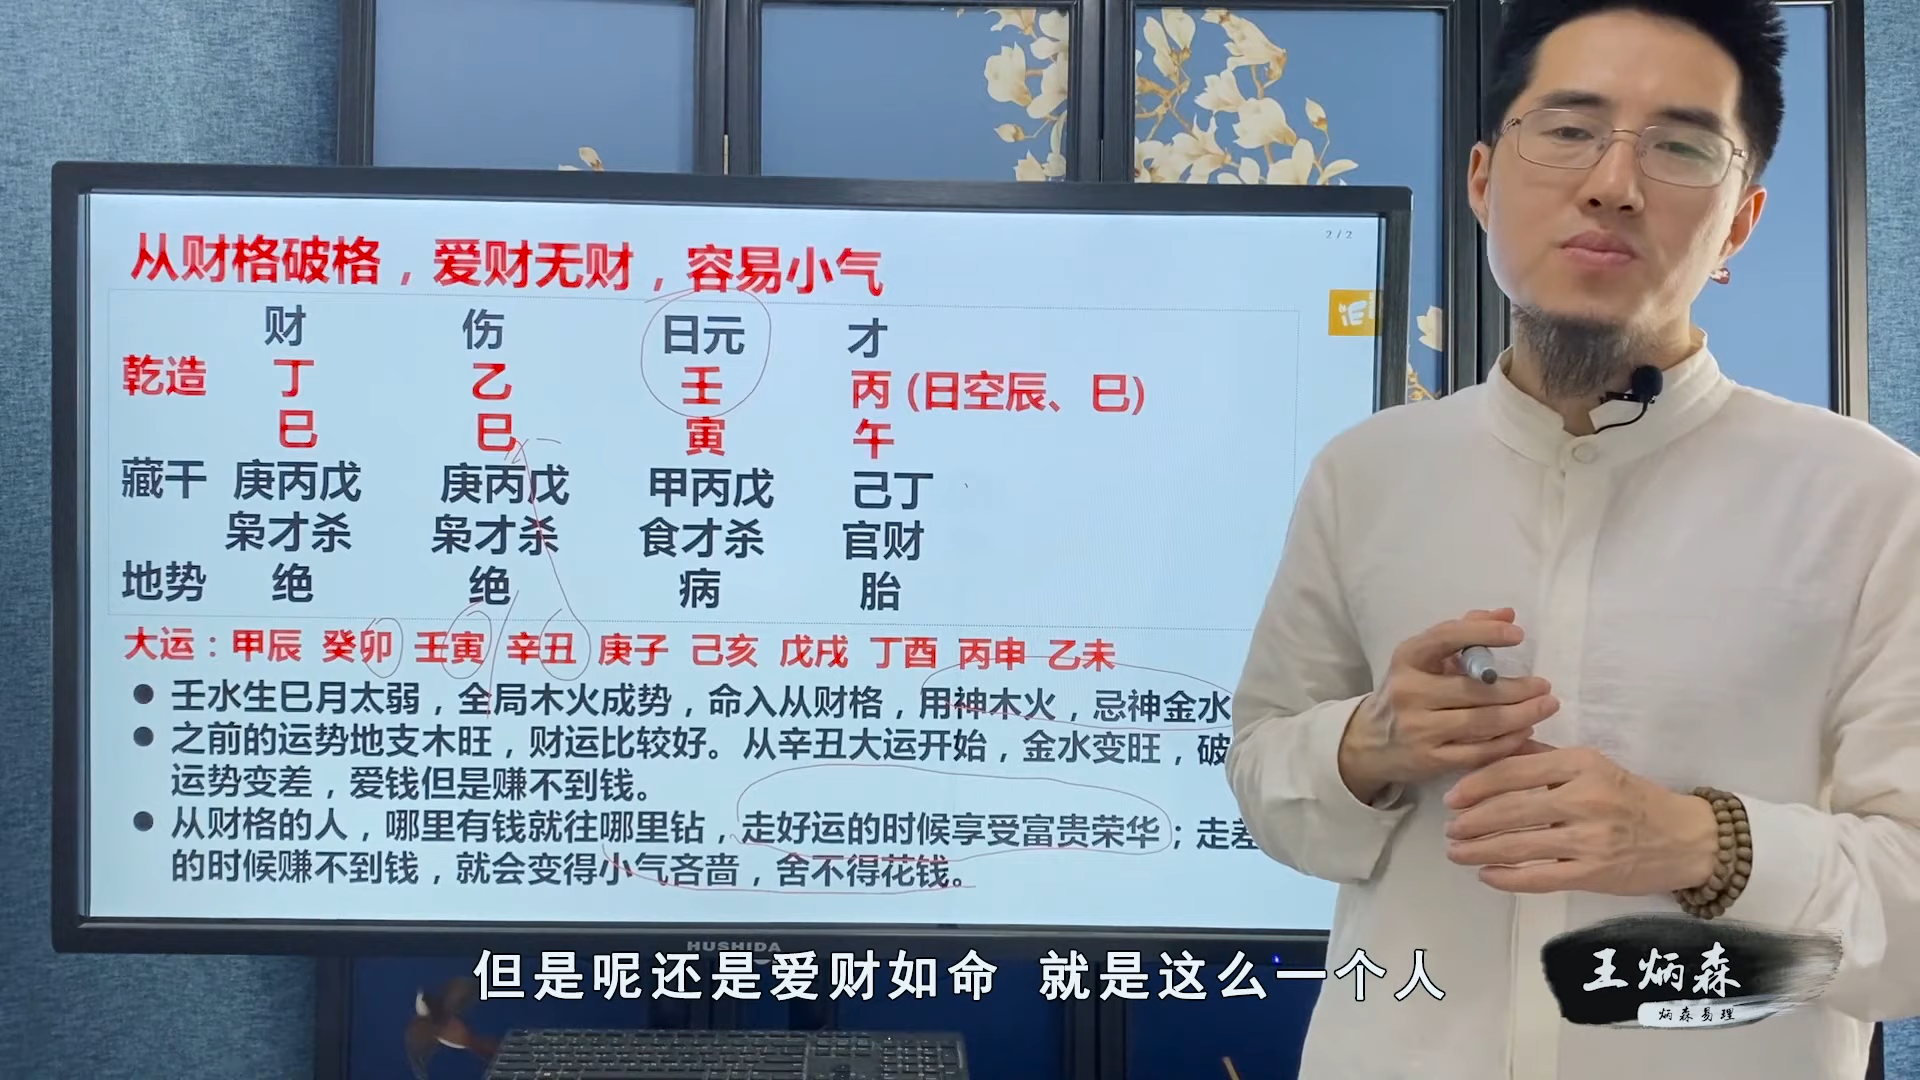 2/2
从财格破格，爱财无财，容易小气
财 伤 日元 才
乾造 丁 乙 壬 丙 (日空辰、巳)
巳 巳 寅 午
藏干 庚丙戊 庚丙戊 甲丙戊 己丁
枭才杀 枭才杀 食才杀 官财
地势 绝 绝 病 胎
大运：甲辰 癸卯 壬寅 辛丑 庚子 己亥 戊戌 丁酉 丙申 乙未
● 壬水生巳月太弱，全局木火成势，命入从财格，用神木火，忌神金水
● 之前的运势地支木旺，财运比较好。从辛丑大运开始，金水变旺，破
运势变差，爱钱但是赚不到钱。
● 从财格的人，哪里有钱就往哪里钻，走好运的时候享受富贵荣华；走差
的时候赚不到钱，就会变得小气吝啬，舍不得花钱。
HUSHIDA
但是呢还是爱财如命 就是这么一个人
王炳森
炳森易理